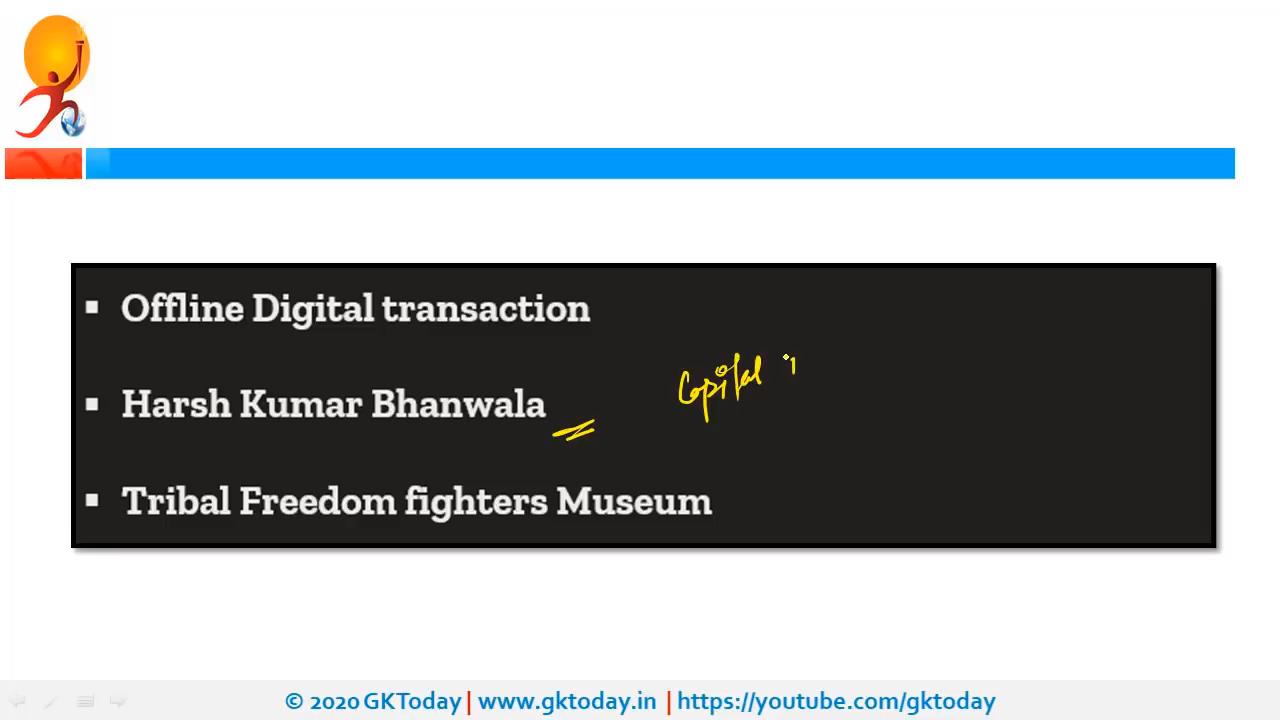 Offline Digital transaction
Capital
Harsh Kumar Bhanwala
Tribal Freedom fighters Museum
© 2020 GKToday | www.gktoday.in | https://youtube.com/gktoday